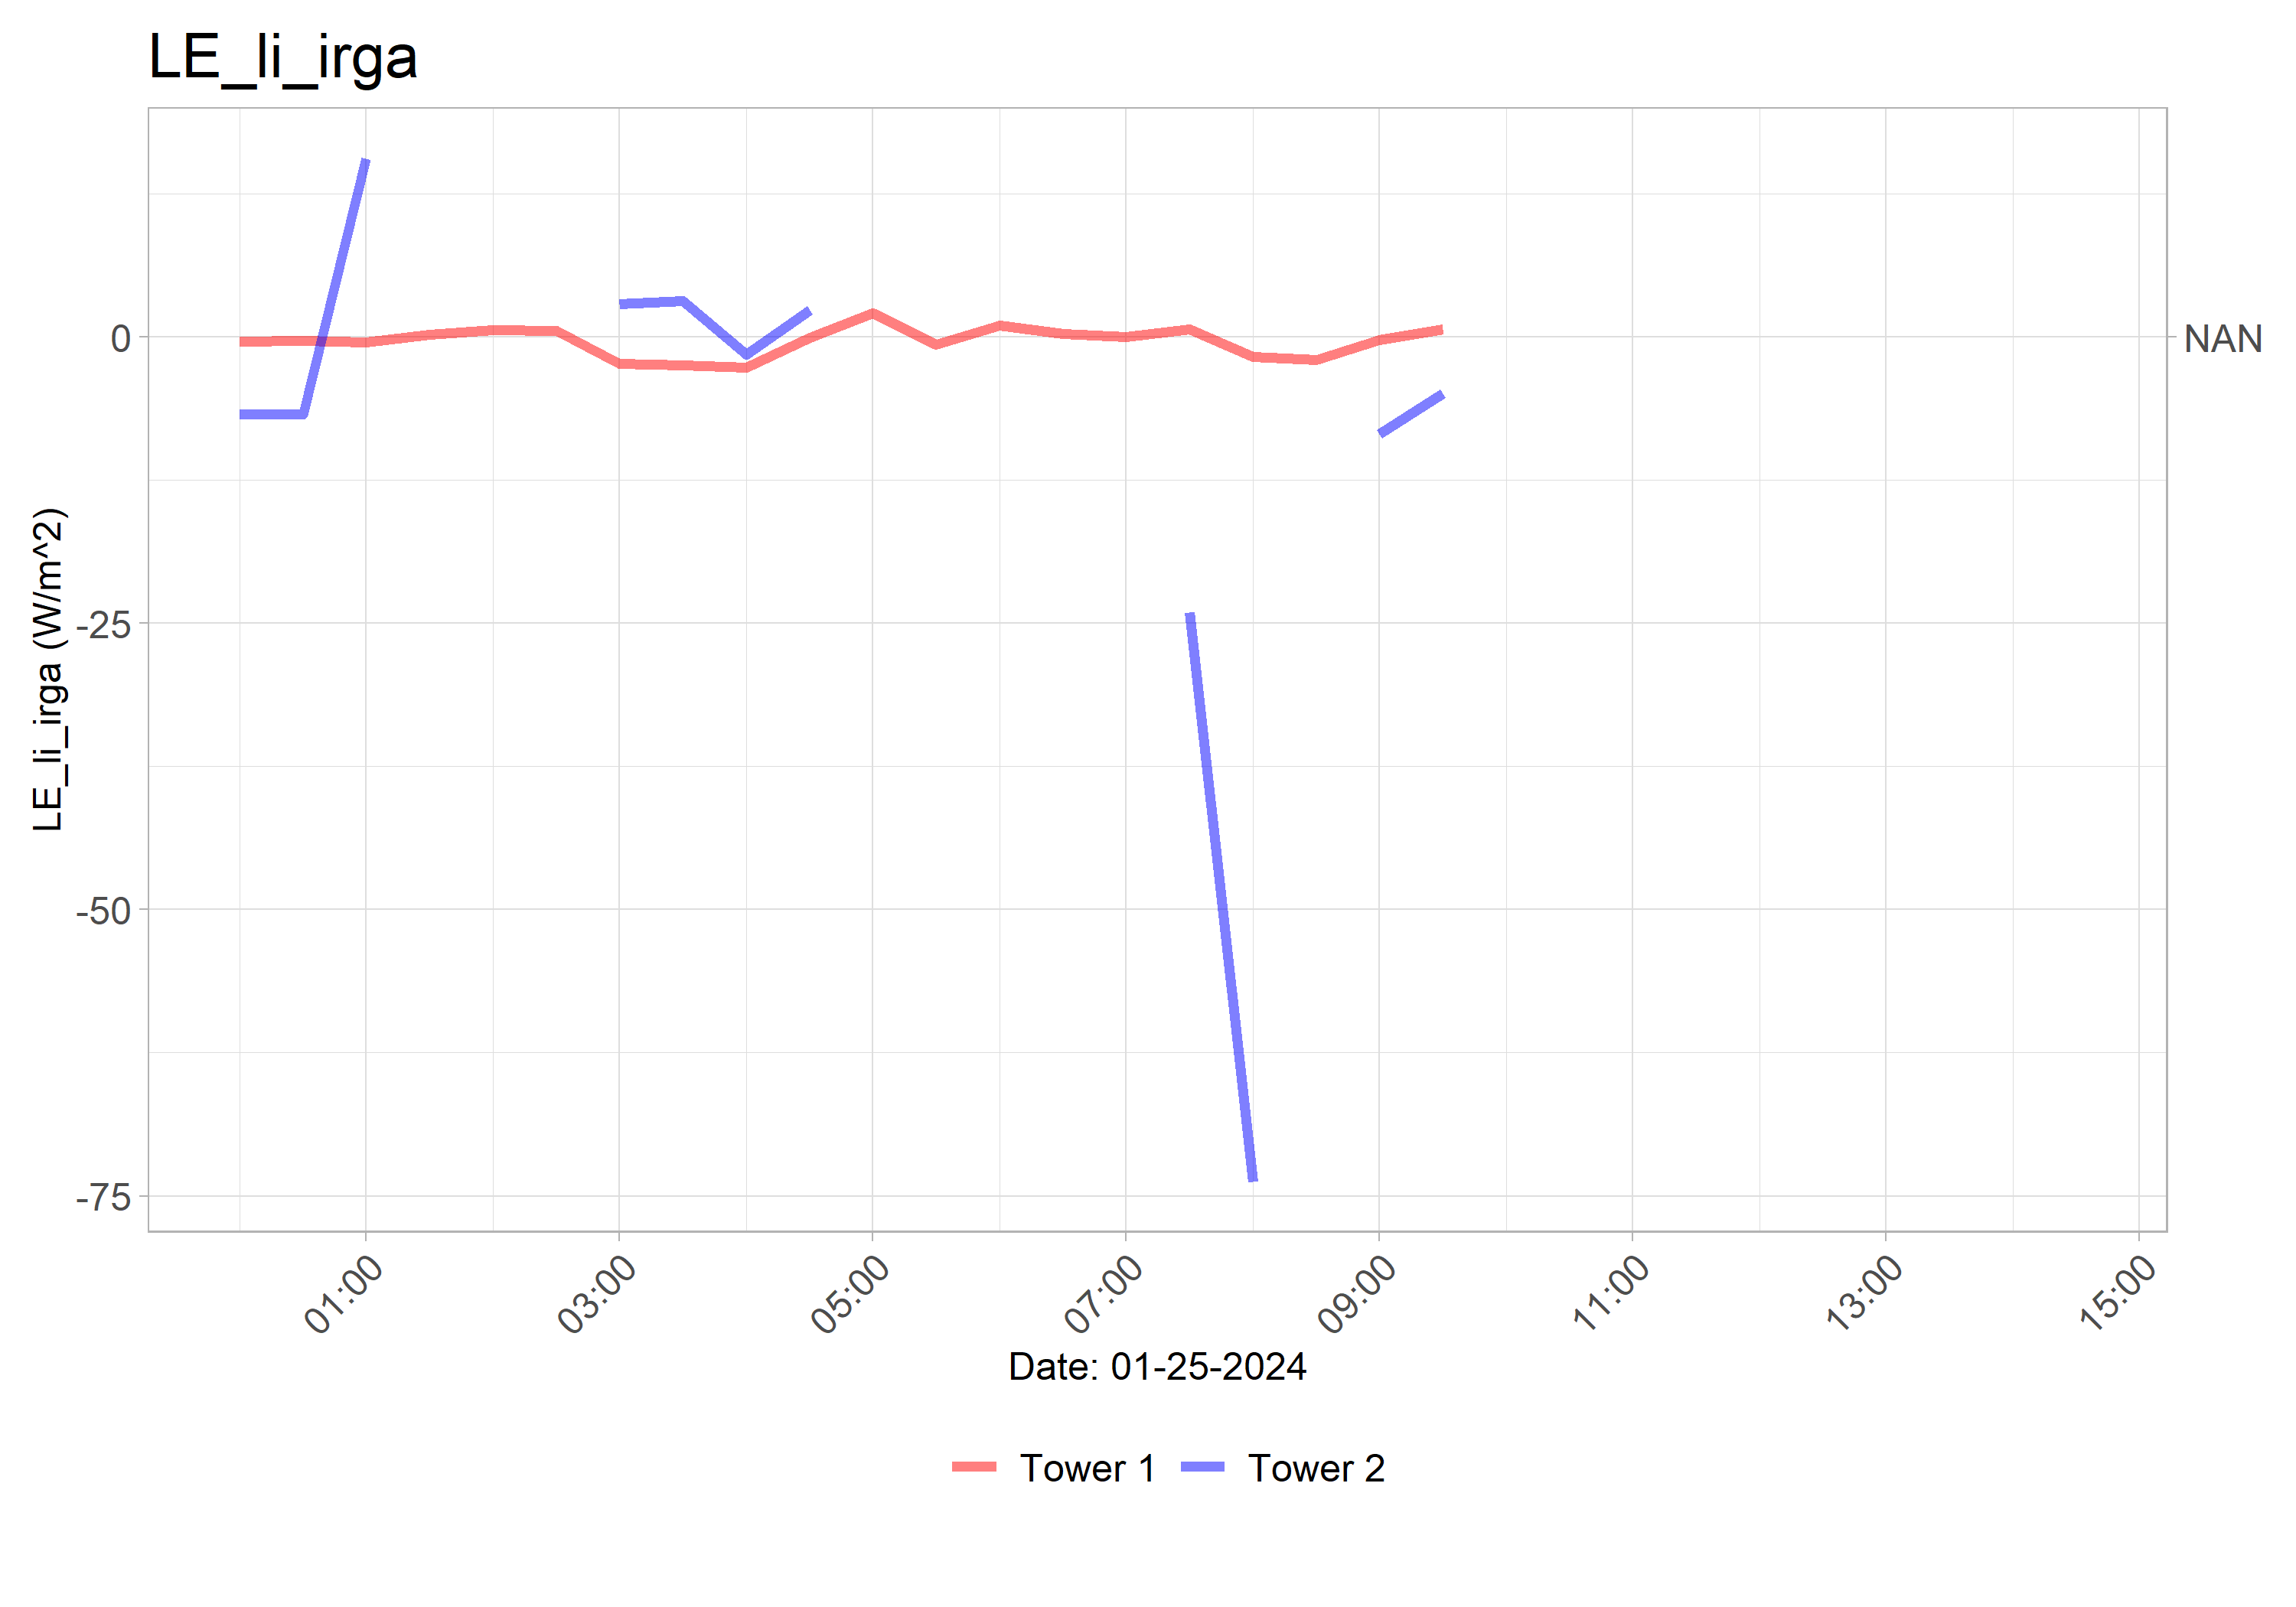 LE_li_irga
LE_li_irga (W/m^2)
0
-25
-50
-75
NAN
01:00
03:00
05:00
07:00
09:00
11:00
13:00
15:00
Date: 01-25-2024
Tower 1
Tower 2